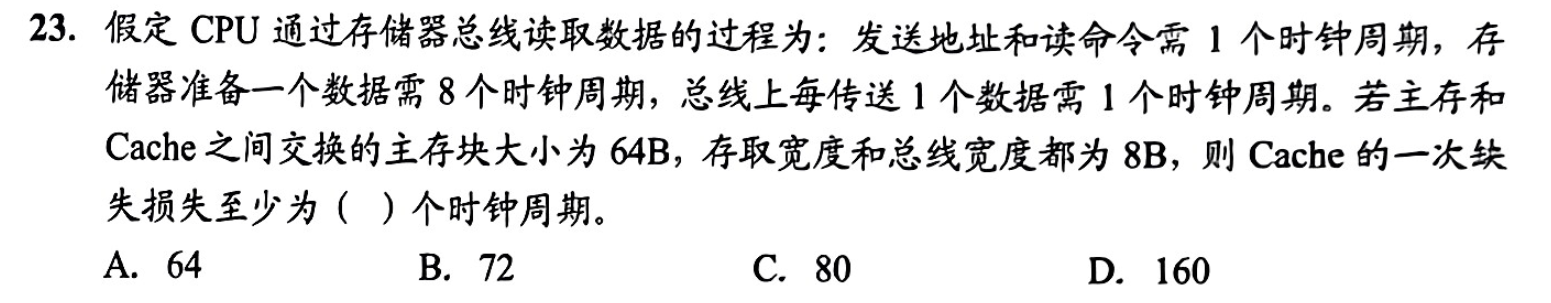 23. 假定 CPU 通过存储器总线读取数据的过程为：发送地址和读命令需 1 个时钟周期，存
储器准备一个数据需 8 个时钟周期，总线上每传送 1 个数据需 1 个时钟周期。若主存和
Cache 之间交换的主存块大小为 64B，存取宽度和总线宽度都为 8B，则 Cache 的一次缺
失损失至少为（ ）个时钟周期。
A. 64 B. 72 C. 80 D. 160